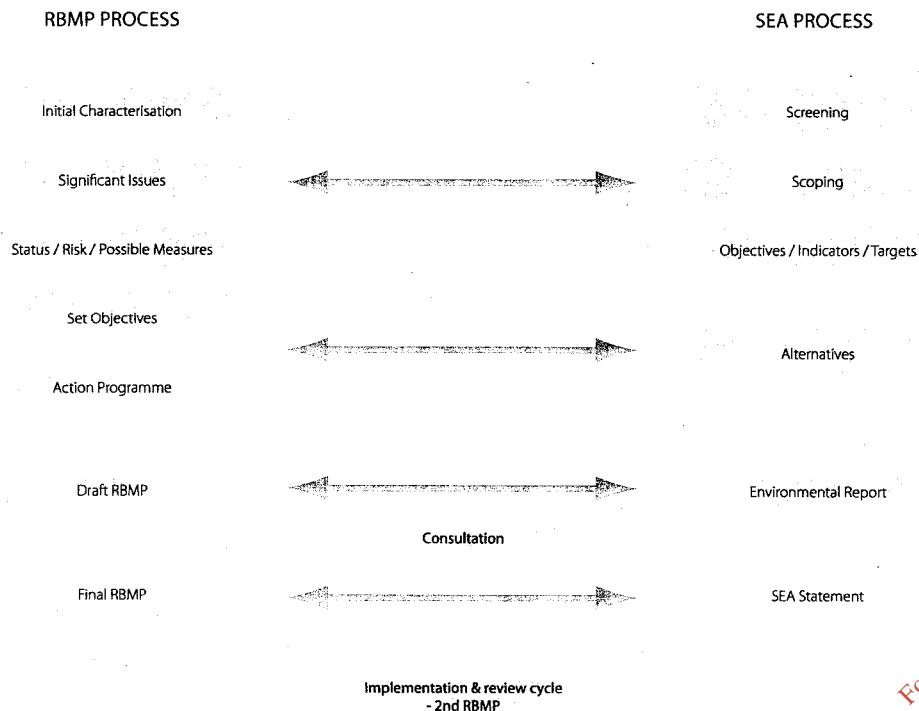 RBMP PROCESS
SEA PROCESS
Initial Characterisation
Screening
Significant Issues
Scoping
Status / Risk / Possible Measures
Objectives / Indicators / Targets
Set Objectives
Alternatives
Action Programme
Draft RBMP
Environmental Report
Consultation
Final RBMP
SEA Statement
Implementation & review cycle
- 2nd RBMP